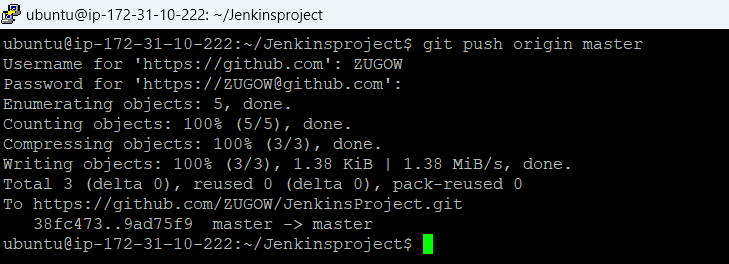 ubuntu@ip-172-31-10-222: ~/Jenkinsproject
ubuntu@ip-172-31-10-222:~/Jenkinsproject$ git push origin master
Username for 'https://github.com': ZUGOW
Password for 'https://ZUGOW@github.com':
Enumerating objects: 5, done.
Counting objects: 100% (5/5), done.
Compressing objects: 100% (3/3), done.
Writing objects: 100% (3/3), 1.38 KiB | 1.38 MiB/s, done.
Total 3 (delta 0), reused 0 (delta 0), pack-reused 0
To https://github.com/ZUGOW/JenkinsProject.git
   38fc473..9ad75f9  master -> master
ubuntu@ip-172-31-10-222:~/Jenkinsproject$